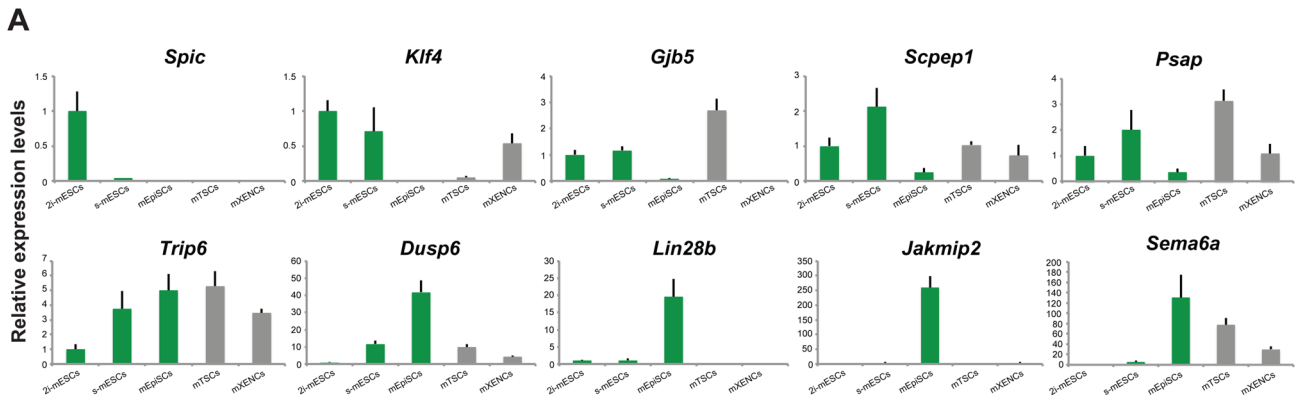 A
Relative expression levels
Spic
1.5
1
0.5
0
2i-mESCs
s-mESCs
mEpiSCs
mTSCs
mXENCs
Klf4
1.5
1
0.5
0
2i-mESCs
s-mESCs
mEpiSCs
mTSCs
mXENCs
Gjb5
4
3
2
1
0
2i-mESCs
s-mESCs
mEpiSCs
mTSCs
mXENCs
Scpep1
3
2
1
0
2i-mESCs
s-mESCs
mEpiSCs
mTSCs
mXENCs
Psap
4
3
2
1
0
2i-mESCs
s-mESCs
mEpiSCs
mTSCs
mXENCs
Trip6
7
6
5
4
3
2
1
0
2i-mESCs
s-mESCs
mEpiSCs
mTSCs
mXENCs
Dusp6
60
50
40
30
20
10
0
2i-mESCs
s-mESCs
mEpiSCs
mTSCs
mXENCs
Lin28b
30
25
20
15
10
5
0
2i-mESCs
s-mESCs
mEpiSCs
mTSCs
mXENCs
Jakmip2
350
300
250
200
150
100
50
0
2i-mESCs
s-mESCs
mEpiSCs
mTSCs
mXENCs
Sema6a
200
180
160
140
120
100
80
60
40
20
0
2i-mESCs
s-mESCs
mEpiSCs
mTSCs
mXENCs